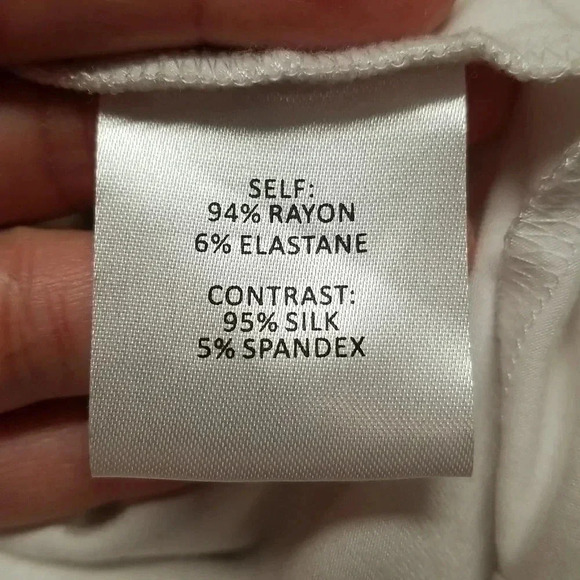 SELF:
94% RAYON
6% ELASTANE
CONTRAST:
95% SILK
5% SPANDEX